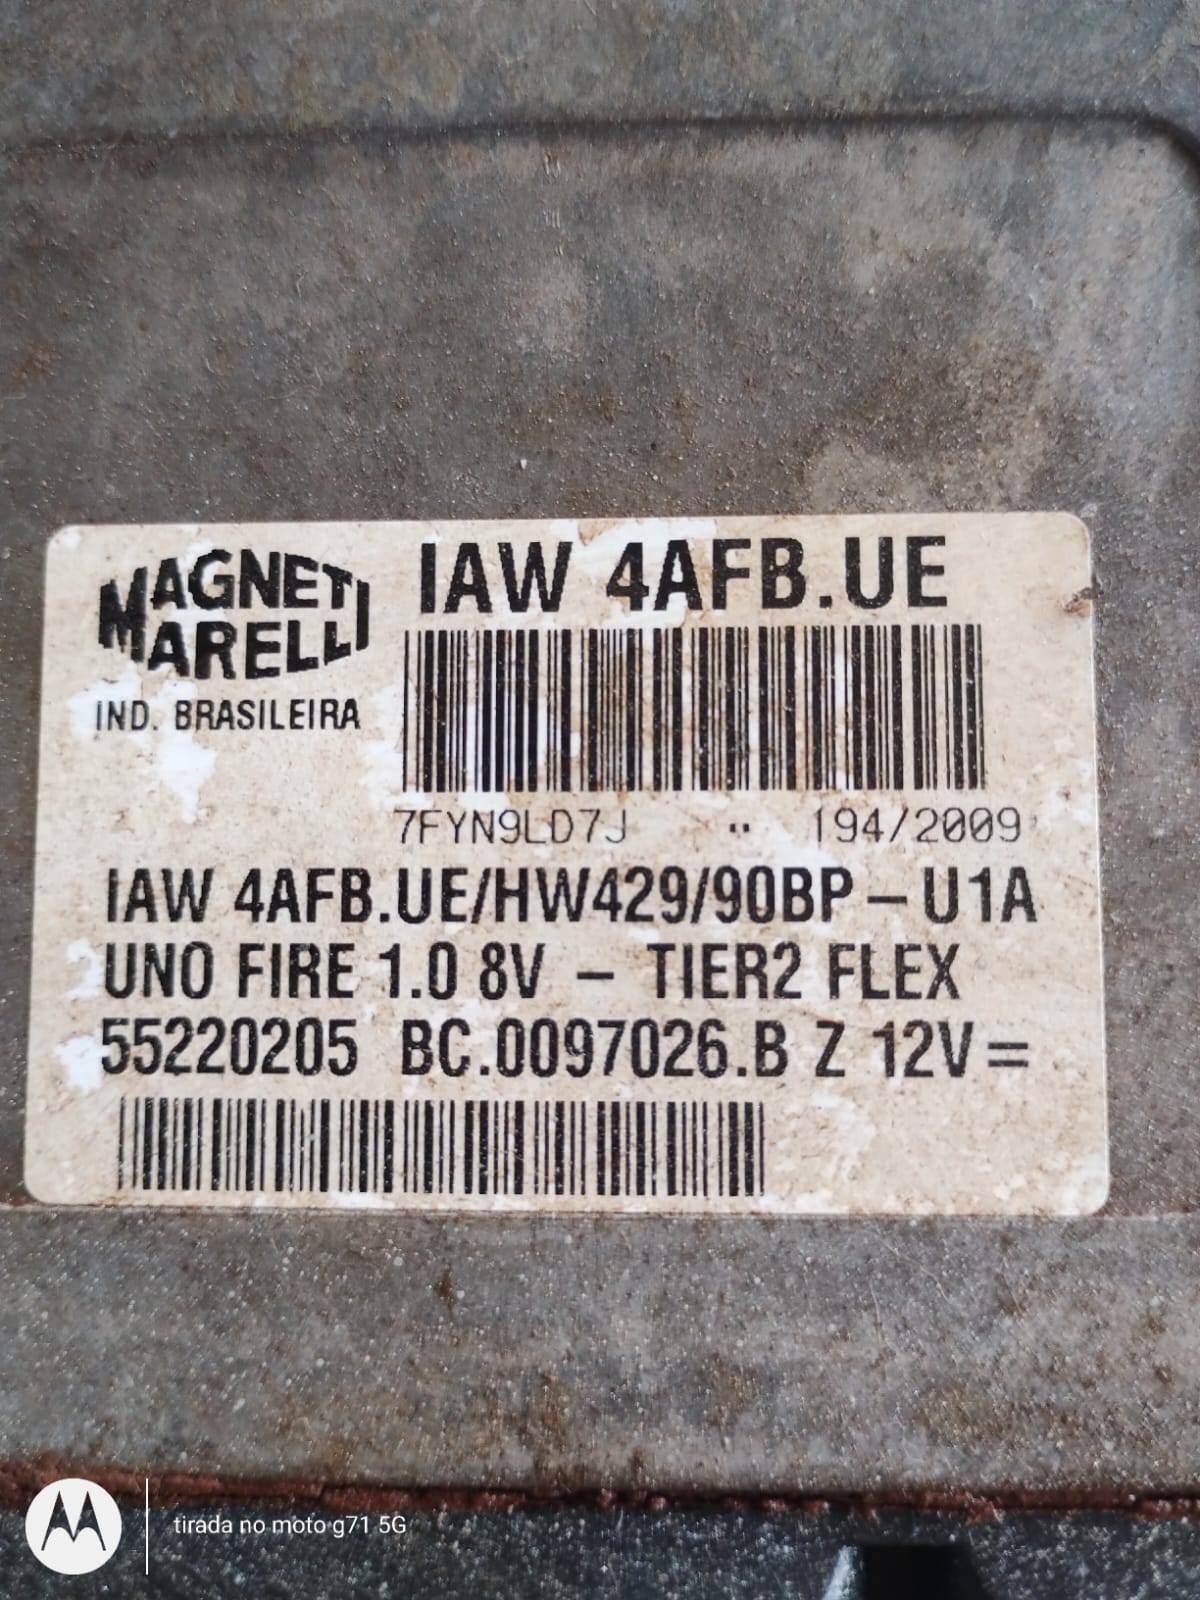 MAGNETI
MARELLI
IND. BRASILEIRA
IAW 4AFB.UE
7FYN9LD7J .. 194/2009
IAW 4AFB.UE/HW429/90BP – U1A
UNO FIRE 1.0 8V – TIER2 FLEX
55220205 BC.0097026.B Z 12V=
tirada no moto g71 5G